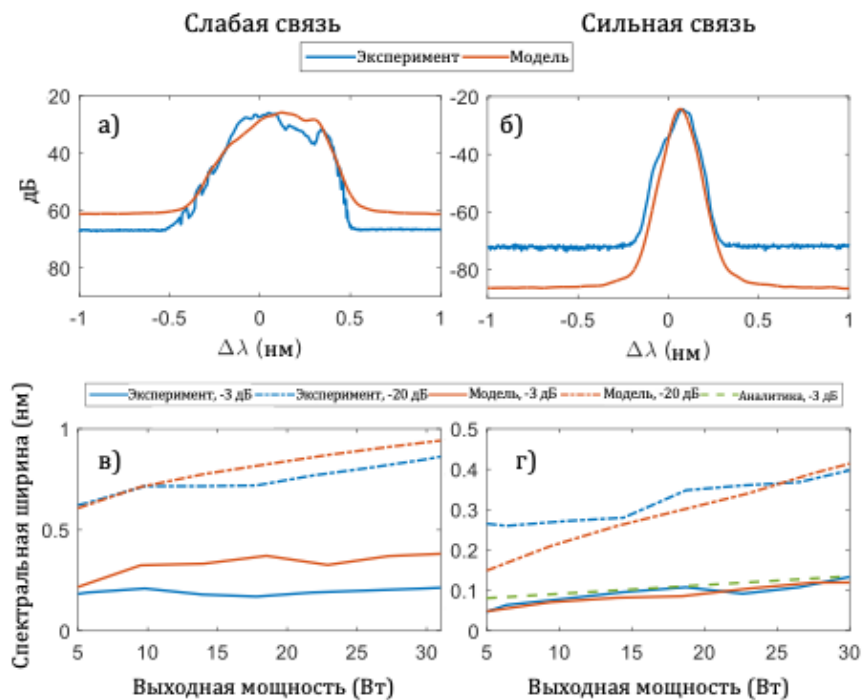 Слабая связь Сильная связь
Эксперимент Модель
20 -20
а) б)
40 -40
дБ
60 -60
80 -80
-1 -0.5 0 0.5 1 -1 -0.5 0 0.5 1
Δλ (нм) Δλ (нм)
Эксперимент, -3 дБ Эксперимент, -20 дБ Модель, -3 дБ Модель, -20 дБ Аналитика, -3 дБ
Спектральная ширина (нм)
1 0.5
в) г)
0.4
0.5 0.3
0.2
0.1
0 0
5 10 15 20 25 30 5 10 15 20 25 30
Выходная мощность (Вт) Выходная мощность (Вт)